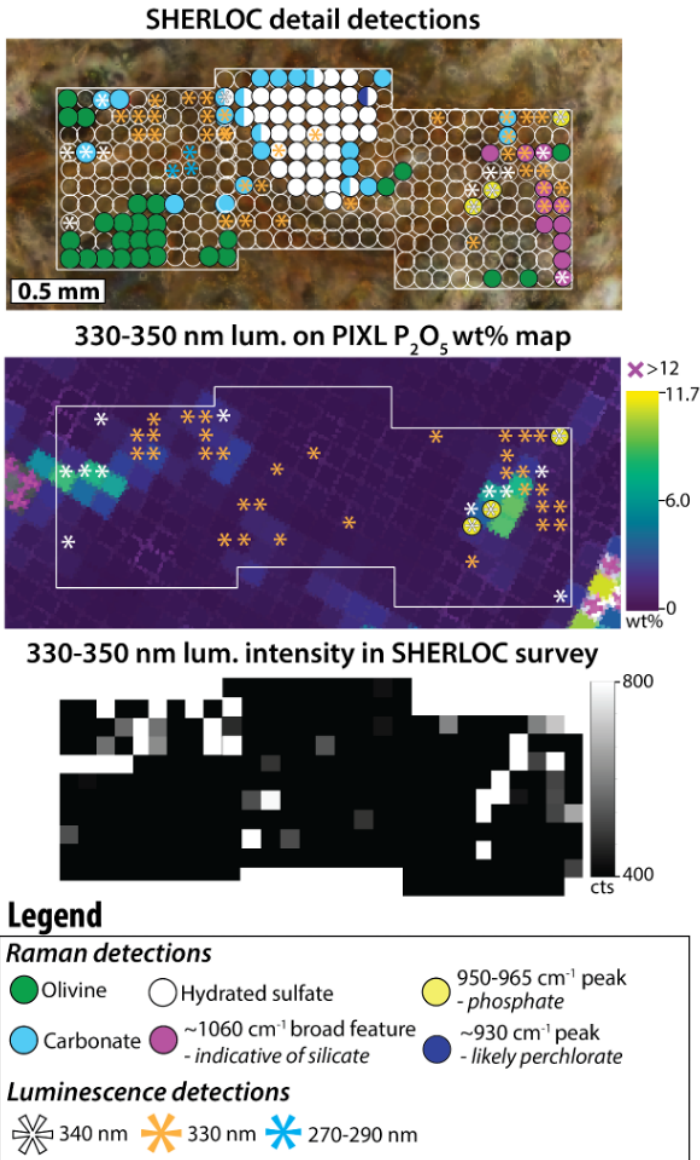 SHERLOC detail detections
0.5 mm
330-350 nm lum. on PIXL P₂O₅ wt% map
>12
11.7
6.0
0
wt%
330-350 nm lum. intensity in SHERLOC survey
800
400
cts
Legend
Raman detections
Olivine
Hydrated sulfate
950-965 cm⁻¹ peak
- phosphate
Carbonate
~1060 cm⁻¹ broad feature
- indicative of silicate
~930 cm⁻¹ peak
- likely perchlorate
Luminescence detections
340 nm
330 nm
270-290 nm